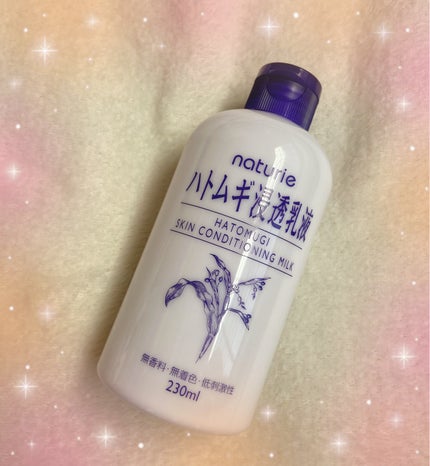 naturie
ハトムギ浸透乳液
HATOMUGI
SKIN CONDITIONING MILK
無香料・無着色・低刺激性
230ml